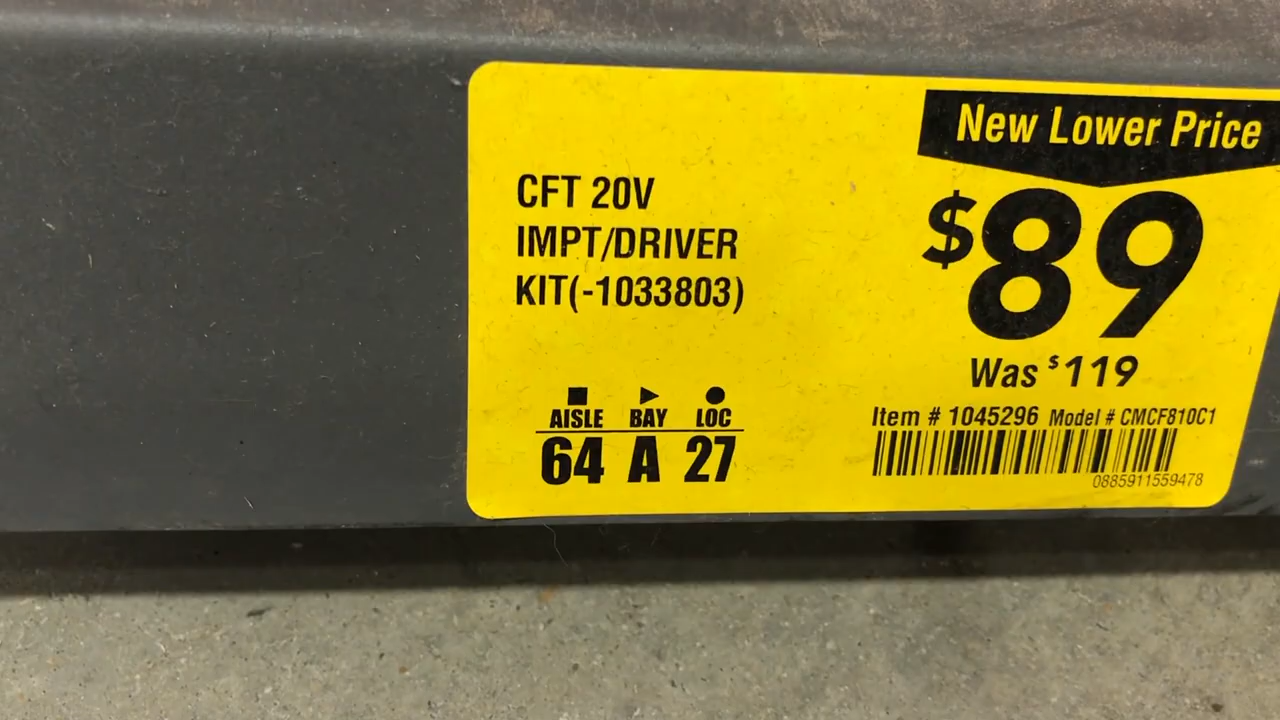 New Lower Price
CFT 20V
IMPT/DRIVER
KIT(-1033803)
$89
Was $119
AISLE BAY LOC
64 A 27
Item # 1045296 Model # CMCF810C1
0885911559478